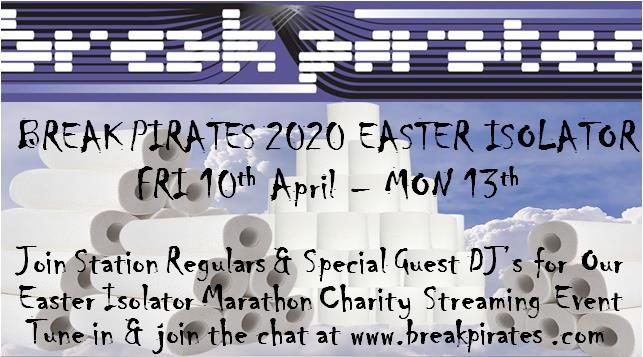 break pirates
BREAK PIRATES 2020 EASTER ISOLATOR
FRI 10th April – MON 13th
Join Station Regulars & Special Guest DJ's for Our
Easter Isolator Marathon Charity Streaming Event
Tune in & join the chat at www.breakpirates .com